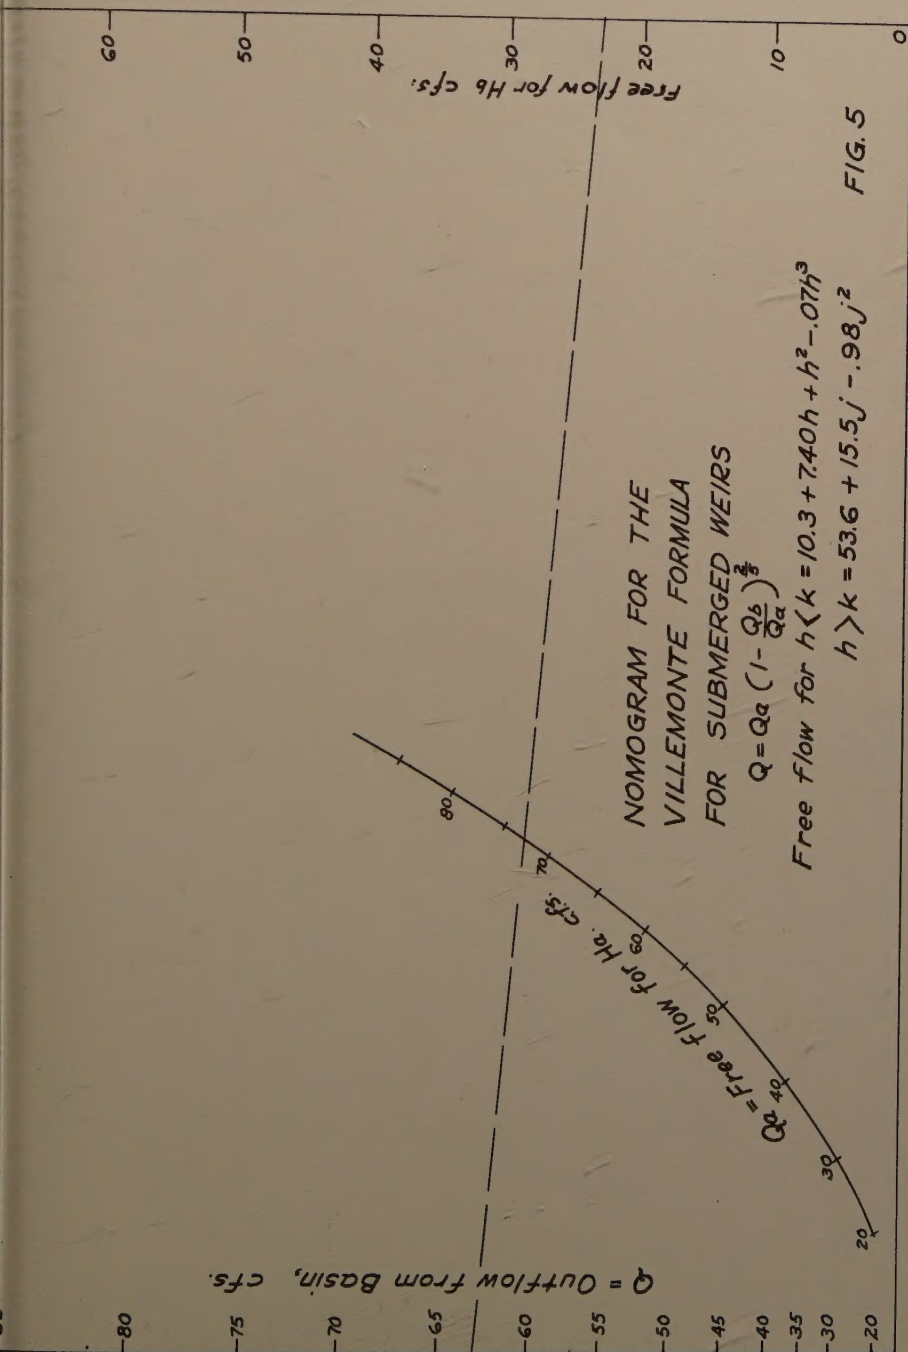 60
50
40
30
20
10
0
Free flow for Hb cfs.
FIG. 5
NOMOGRAM FOR THE
VILLEMONTE FORMULA
FOR SUBMERGED WEIRS
Q=Qa (1-Qb/Qa)^2/5
Free flow for h<k = 10.3 + 7.40h + h²-.07h³
h>k = 53.6 + 15.5j -.98j²
80
70
60
50
40
30
20
Qa = Free flow for Ha. cfs.
Q = Outflow from Basin, cfs.
80
75
70
65
60
55
50
45
40
35
30
20